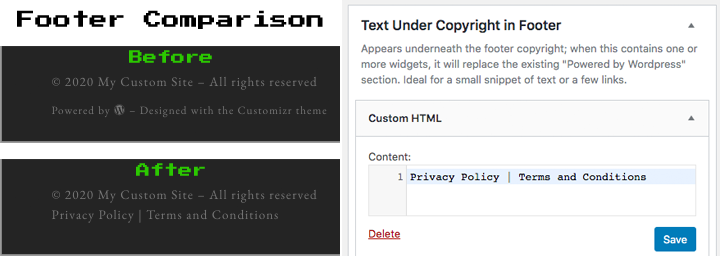 Footer Comparison
Before
© 2020 My Custom Site – All rights reserved
Powered by – Designed with the Customizr theme
After
© 2020 My Custom Site – All rights reserved
Privacy Policy | Terms and Conditions
Text Under Copyright in Footer
Appears underneath the footer copyright; when this contains one or
more widgets, it will replace the existing "Powered by Wordpress"
section. Ideal for a small snippet of text or a few links.
Custom HTML
Content:
1 Privacy Policy | Terms and Conditions
Delete
Save